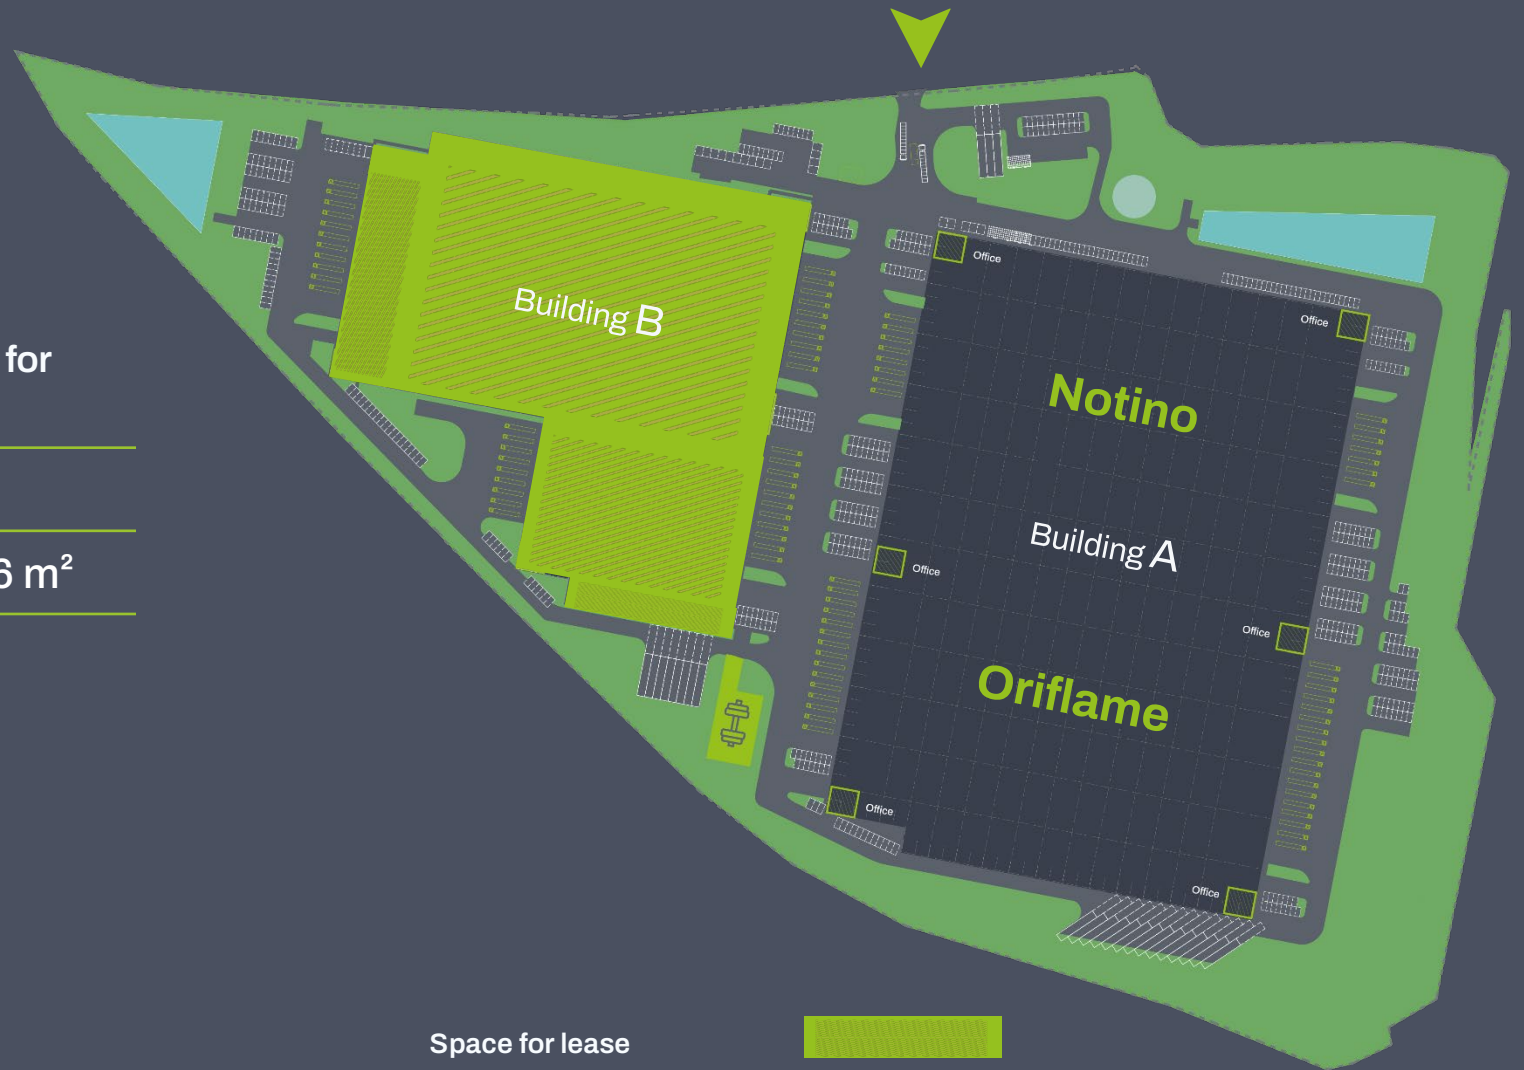 for
6 m²
Building B
Office
Office
Notino
Building A
Office
Office
Oriflame
Office
Office
Space for lease